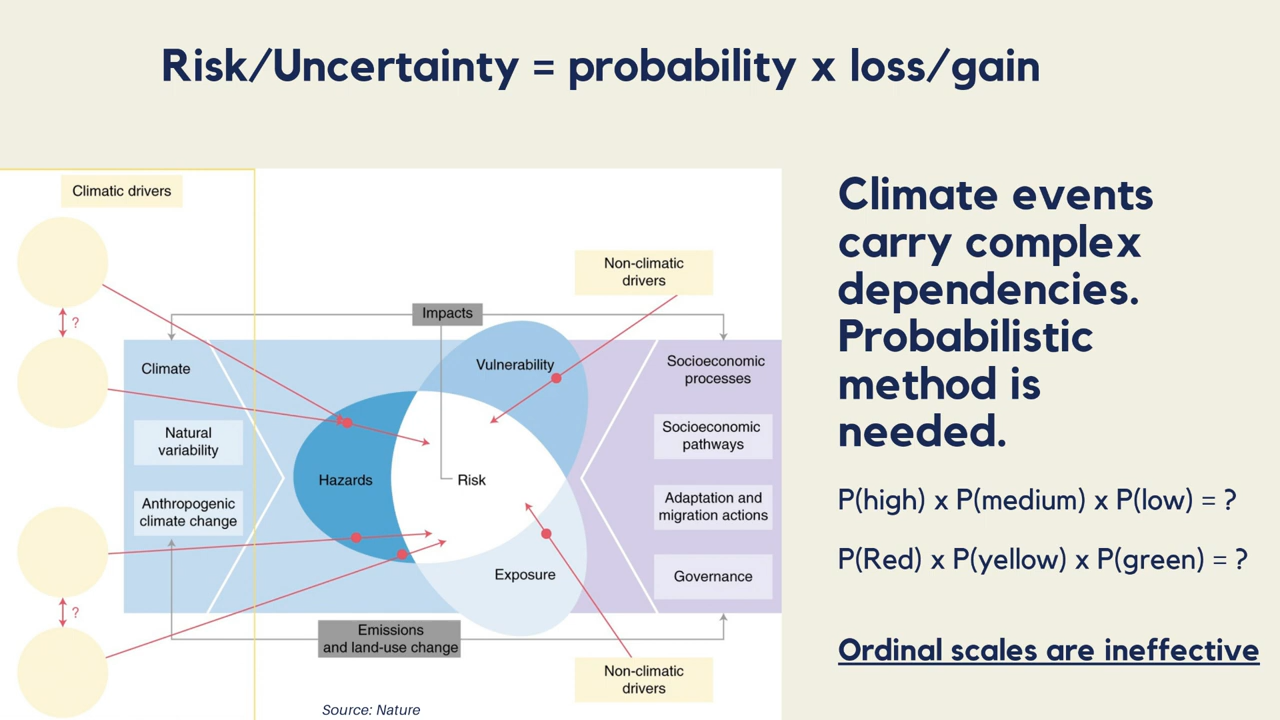 Risk/Uncertainty = probability x loss/gain
Climatic drivers
?
?
Climate
Natural
variability
Anthropogenic
climate change
Impacts
Hazards
Risk
Vulnerability
Exposure
Emissions
and land-use change
Non-climatic
drivers
Socioeconomic
processes
Socioeconomic
pathways
Adaptation and
migration actions
Governance
Non-climatic
drivers
Source: Nature
Climate events
carry complex
dependencies.
Probabilistic
method is
needed.
P(high) x P(medium) x P(low) = ?
P(Red) x P(yellow) x P(green) = ?
Ordinal scales are ineffective